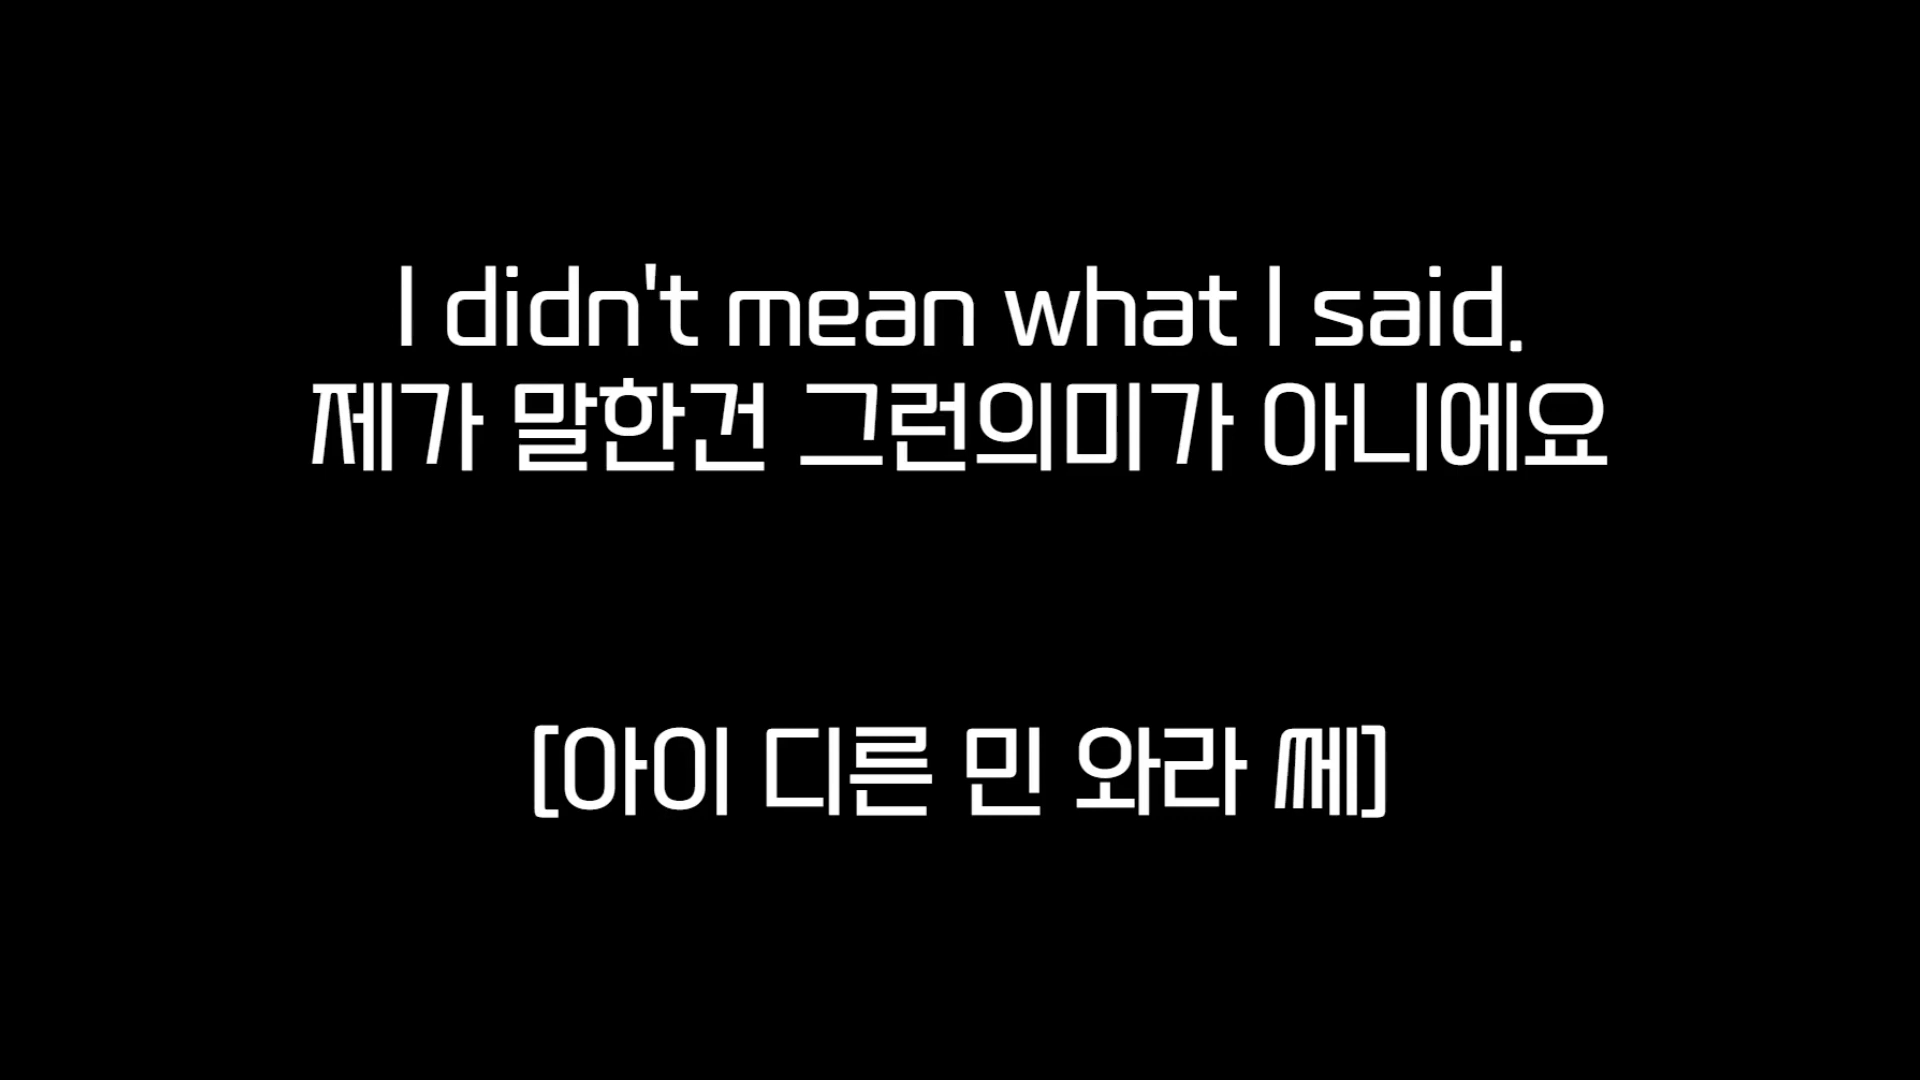 I didn't mean what I said.
제가 말한건 그런의미가 아니에요
[아이 디른 민 와라 쎄]